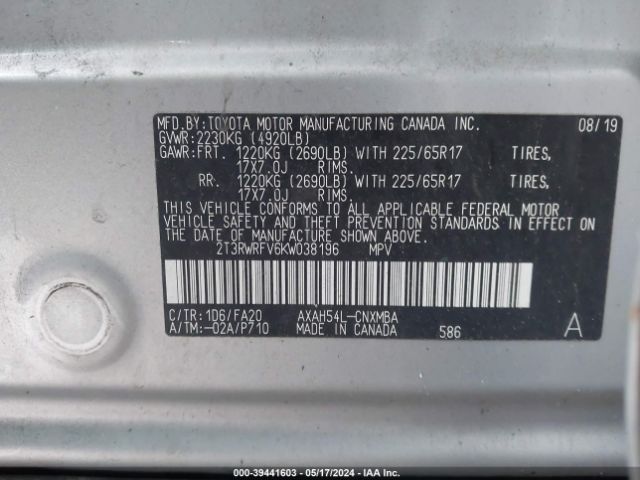 MFD.BY:TOYOTA MOTOR MANUFACTURING CANADA INC. 08/19
GVWR:2230KG (4920LB)
GAWR:FRT. 1220KG (2690LB) WITH 225/65R17 TIRES,
17X7.0J RIMS.
RR. 1220KG (2690LB) WITH 225/65R17 TIRES,
17X7.0J RIMS.
THIS VEHICLE CONFORMS TO ALL APPLICABLE FEDERAL MOTOR
VEHICLE SAFETY AND THEFT PREVENTION STANDARDS IN EFFECT ON
THE DATE OF MANUFACTURE SHOWN ABOVE.
2T3RWRFV6KW038196 MPV
C/TR:1D6/FA20 AXAH54L-CNXMBA
A/TM:-02A/P710 MADE IN CANADA 586 A
000-39441603 - 05/17/2024 - IAAI.CA